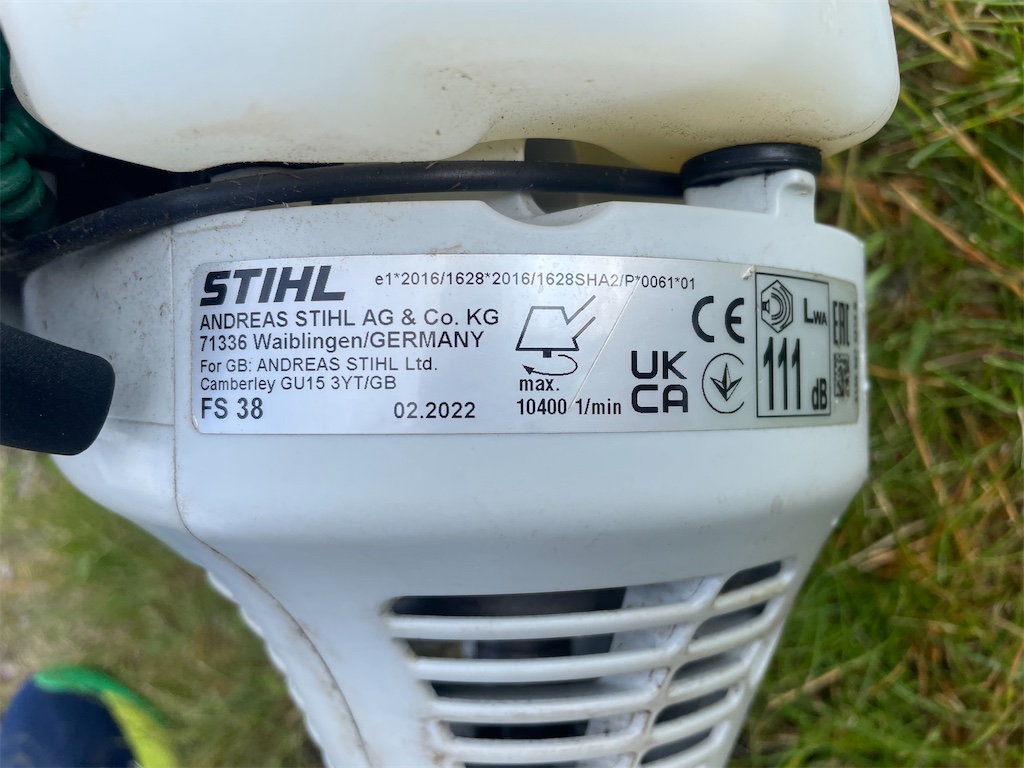 STIHL
e1*2016/1628*2016/1628SHA2/P*0061*01
ANDREAS STIHL AG & Co. KG
71336 Waiblingen/GERMANY
For GB: ANDREAS STIHL Ltd.
Camberley GU15 3YT/GB
FS 38
02.2022
max.
10400 1/min
UK
CA
CE
LWA
111
dB
EAC